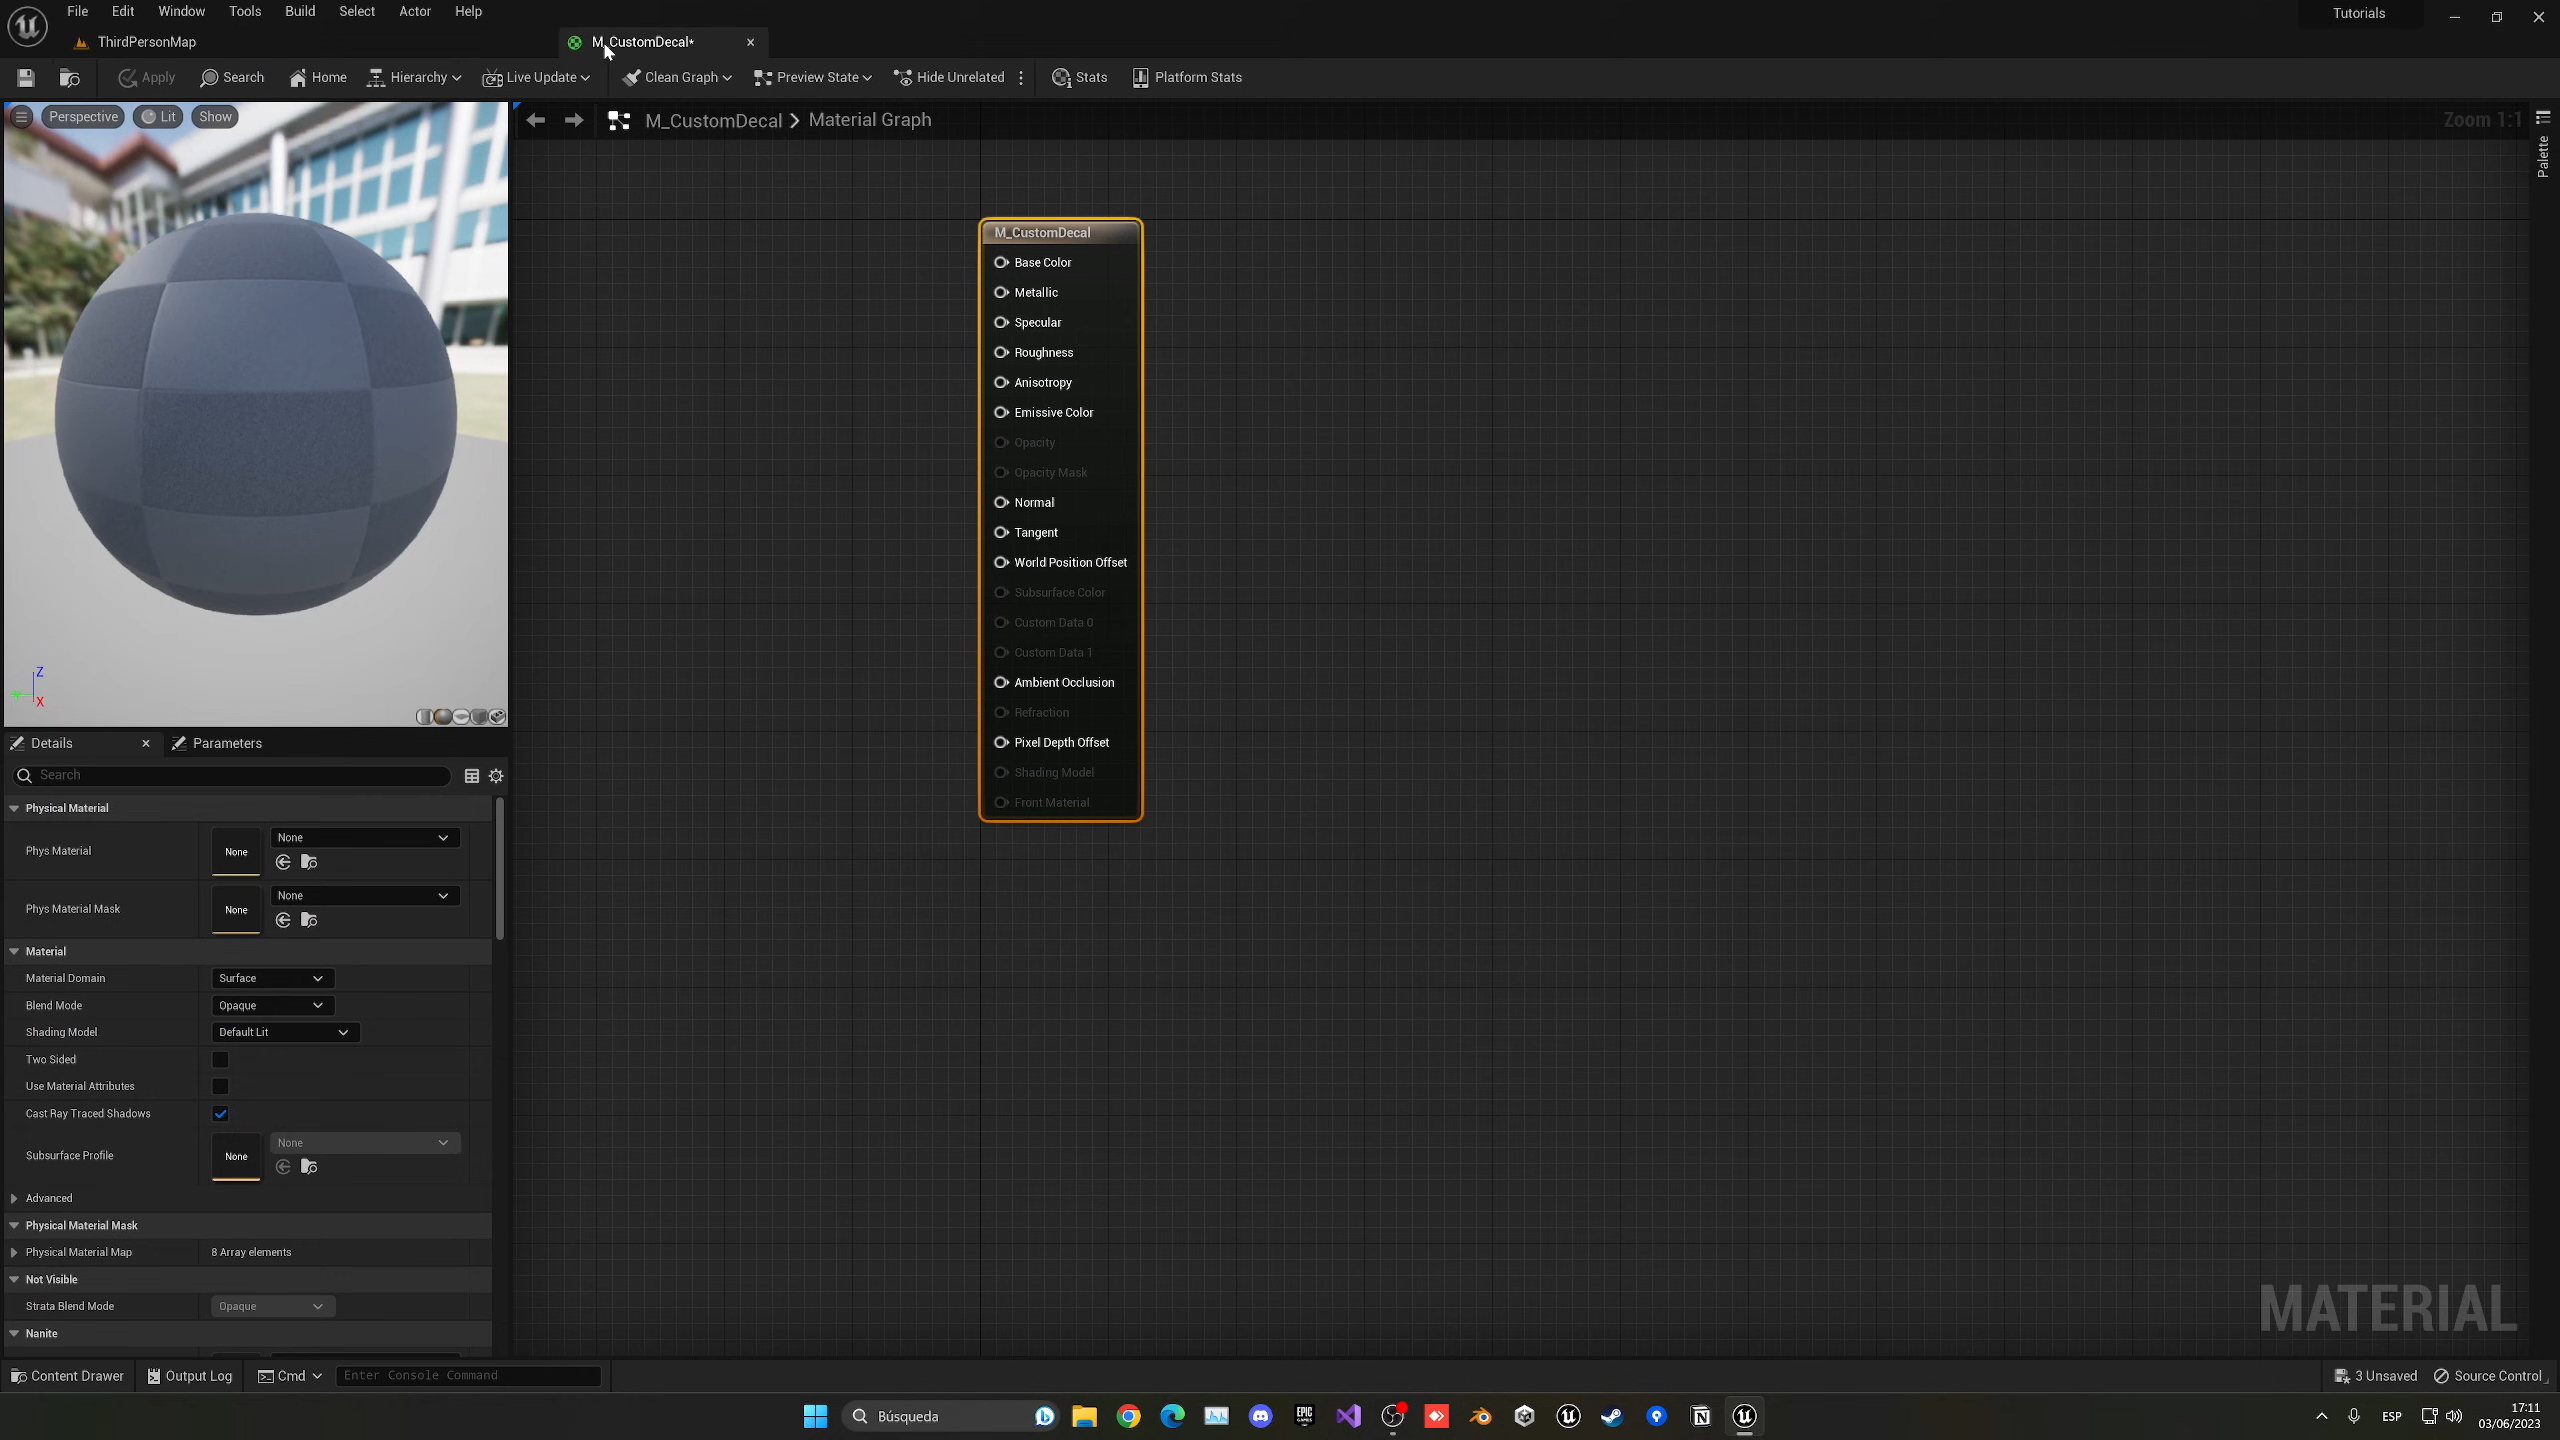 File Edit Window Tools Build Select Actor Help Tutorials
ThirdPersonMap M_CustomDecal*
Apply Search Home Hierarchy Live Update Clean Graph Preview State Hide Unrelated Stats Platform Stats
Perspective Lit Show
M_CustomDecal > Material Graph Zoom 1:1
Palette
M_CustomDecal
Base Color
Metallic
Specular
Roughness
Anisotropy
Emissive Color
Opacity
Opacity Mask
Normal
Tangent
World Position Offset
Subsurface Color
Custom Data 0
Custom Data 1
Ambient Occlusion
Refraction
Pixel Depth Offset
Shading Model
Front Material
Z
X
Details Parameters
Search
Physical Material
Phys Material None None
Phys Material Mask None None
Material
Material Domain Surface
Blend Mode Opaque
Shading Model Default Lit
Two Sided
Use Material Attributes
Cast Ray Traced Shadows
Subsurface Profile None None
Advanced
Physical Material Mask
Physical Material Map 8 Array elements
Not Visible
Strata Blend Mode Opaque
Nanite
MATERIAL
Content Drawer Output Log Cmd Enter Console Command 3 Unsaved Source Control
Búsqueda EPIC GAMES ESP 17:11
03/06/2023